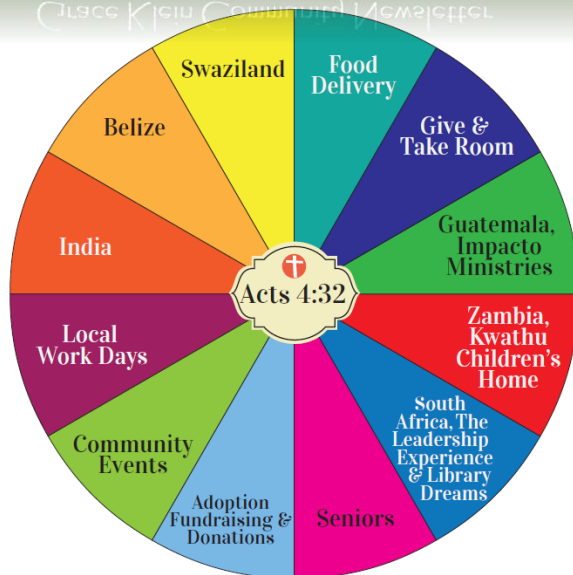 Grace Klein Community Newsletter
Swaziland
Food
Delivery
Give &
Take Room
Guatemala,
Impacto
Ministries
Zambia,
Kwathu
Children's
Home
South
Africa, The
Leadership
Experience
& Library
Dreams
Seniors
Adoption
Fundraising &
Donations
Community
Events
Local
Work Days
India
Belize
Acts 4:32